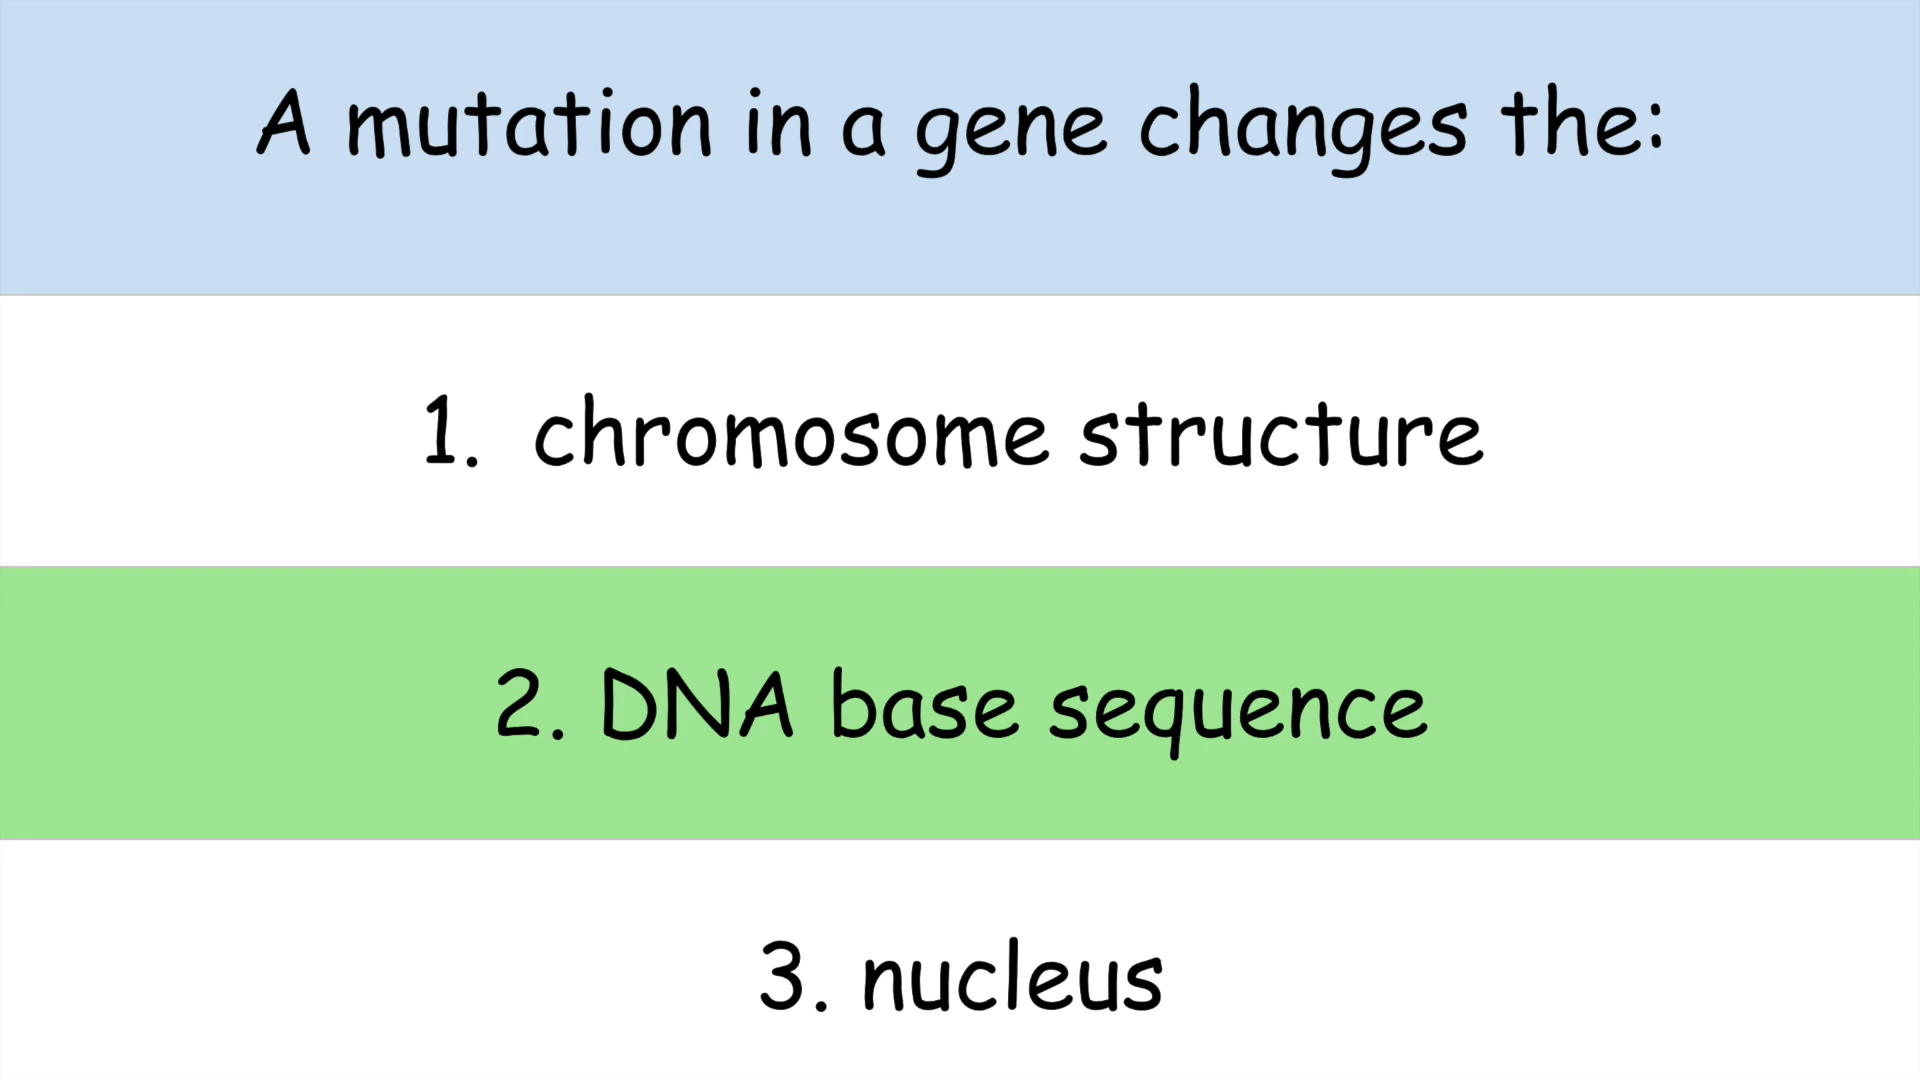 A mutation in a gene changes the:
1. chromosome structure
2. DNA base sequence
3. nucleus